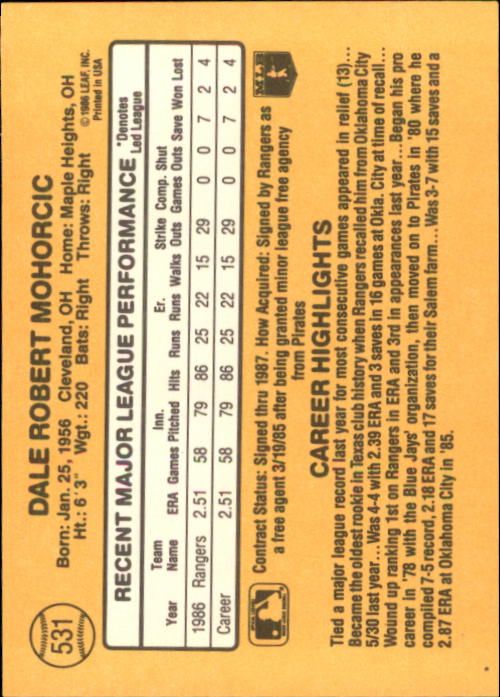 531
DALE ROBERT MOHORCIC
Born: Jan. 25, 1956 Cleveland, OH Home: Maple Heights, OH
Ht.: 6'3" Wgt.: 220 Bats: Right Throws: Right
© 1986 LEAF, INC.
Printed in USA
RECENT MAJOR LEAGUE PERFORMANCE
*Denotes
Led League
Year Team Name ERA Games Inn. Pitched Hits Runs Er. Runs Walks Strike Outs Comp. Games Shut Outs Save Won Lost
1986 Rangers 2.51 58 79 86 25 22 15 29 0 0 7 2 4
Career 2.51 58 79 86 25 22 15 29 0 0 7 2 4
Contract Status: Signed thru 1987. How Acquired: Signed by Rangers as
a free agent 3/19/85 after being granted minor league free agency
from Pirates
MLB
CAREER HIGHLIGHTS
Tied a major league record last year for most consecutive games appeared in relief (13)...
Became the oldest rookie in Texas club history when Rangers recalled him from Oklahoma City
5/30 last year...Was 4-4 with 2.39 ERA and 3 saves in 16 games at Okla. City at time of recall...
Wound up ranking 1st on Rangers in ERA and 3rd in appearances last year...Began his pro
career in '78 with the Blue Jays' organization, then moved on to Pirates in '80 where he
compiled 7-5 record, 2.18 ERA and 17 saves for their Salem farm...Was 3-7 with 15 saves and a
2.87 ERA at Oklahoma City in '85.